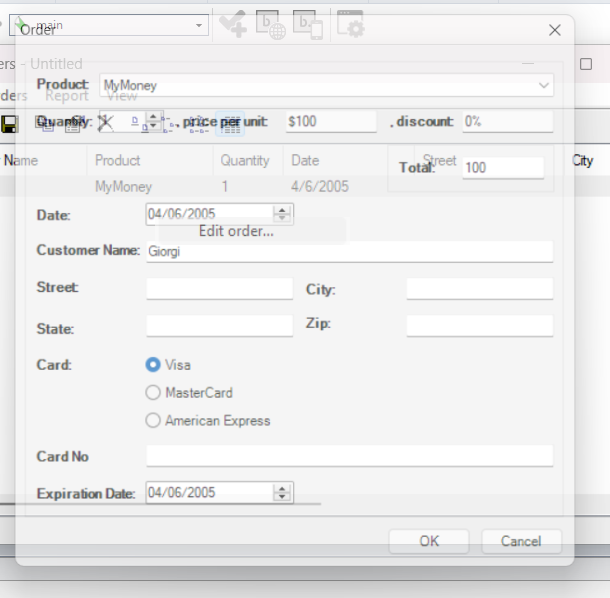 Order
main
ers - Untitled
Product: MyMoney
ders Report View
Quantity: 1 , price per unit: $100 , discount: 0%
Name Product Quantity Date Street City
Total: 100
MyMoney 1 4/6/2005
Date: 04/06/2005
Edit order...
Customer Name: Giorgi
Street: City:
State: Zip:
Card: Visa
MasterCard
American Express
Card No
Expiration Date: 04/06/2005
OK Cancel